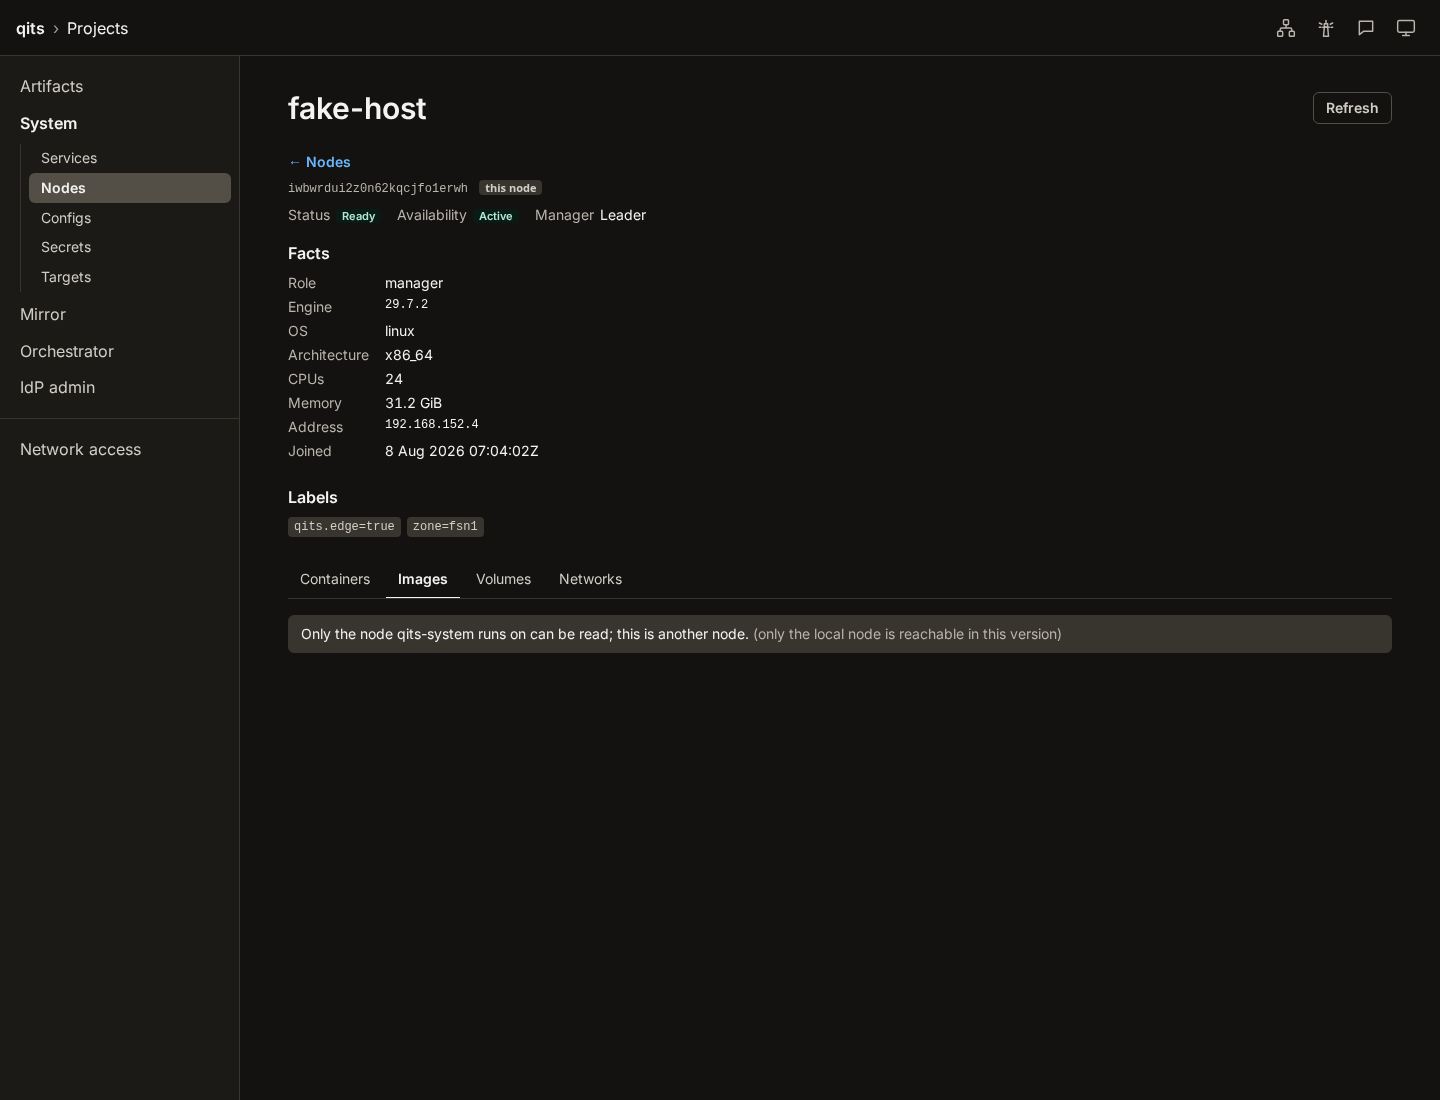 qits › Projects
Artifacts
System
Services
Nodes
Configs
Secrets
Targets
Mirror
Orchestrator
IdP admin
Network access
fake-host
Refresh
← Nodes
iwbwrdui2z0n62kqcjfo1erwh this node
Status Ready Availability Active Manager Leader
Facts
Role manager
Engine 29.7.2
OS linux
Architecture x86_64
CPUs 24
Memory 31.2 GiB
Address 192.168.152.4
Joined 8 Aug 2026 07:04:02Z
Labels
qits.edge=true zone=fsn1
Containers Images Volumes Networks
Only the node qits-system runs on can be read; this is another node. (only the local node is reachable in this version)